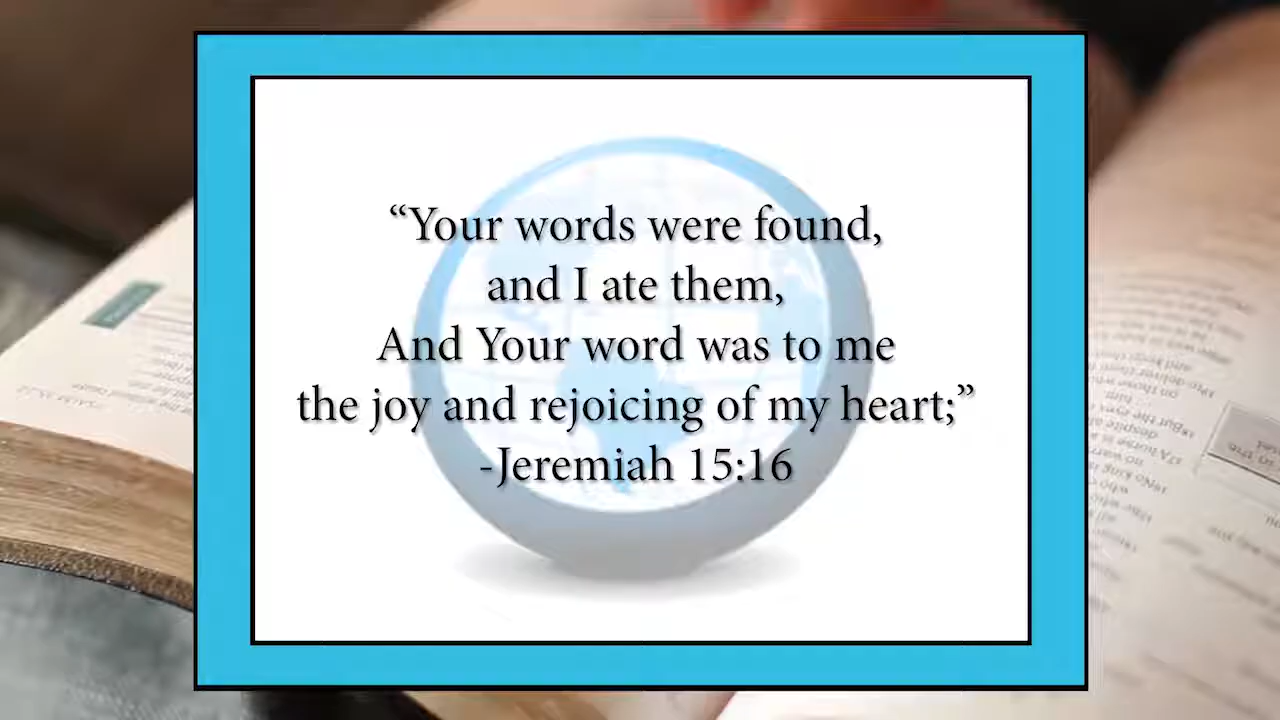 “Your words were found,
and I ate them,
And Your word was to me
the joy and rejoicing of my heart;”
-Jeremiah 15:16